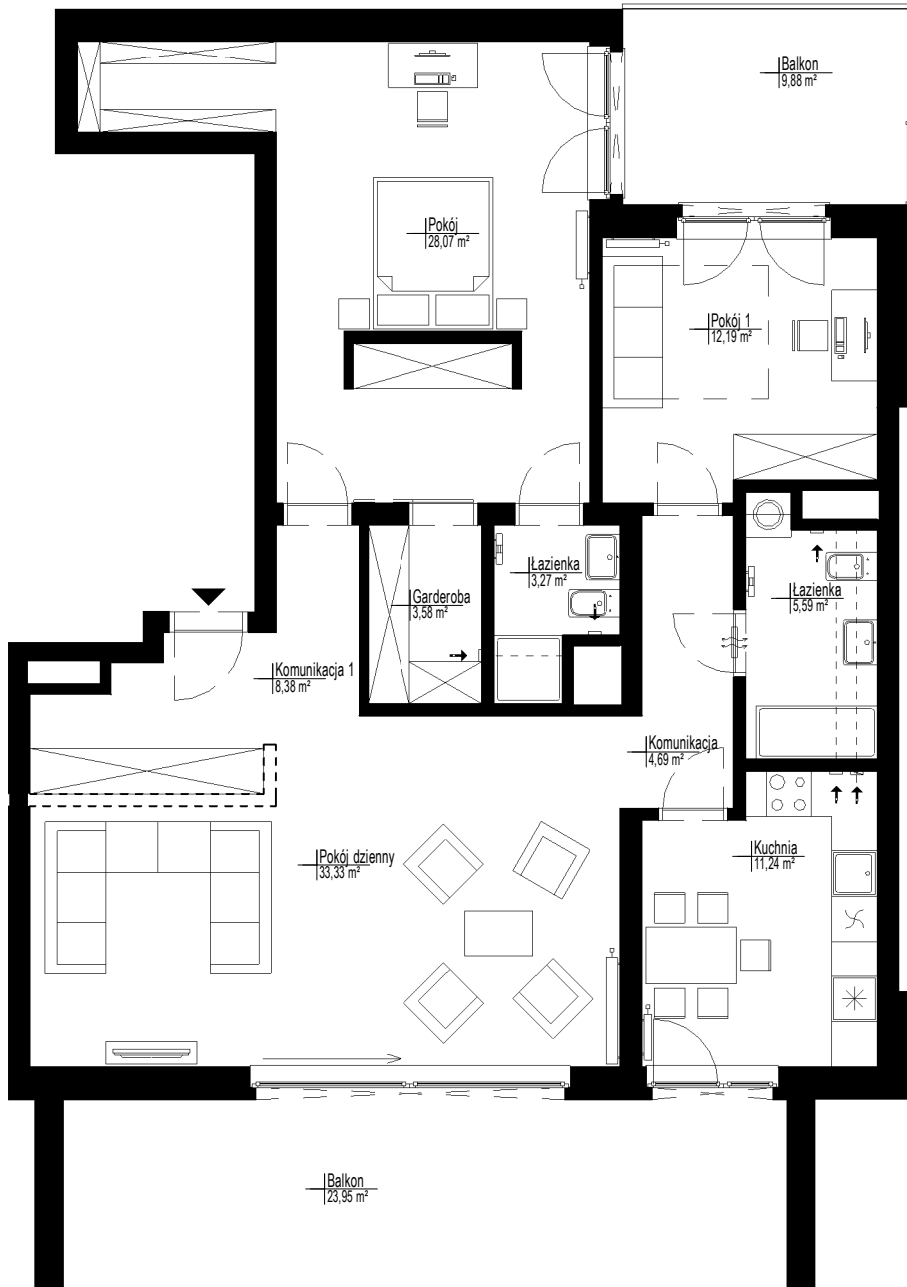 Balkon
9,88 m²
Pokój
28,07 m²
Pokój 1
12,19 m²
Łazienka
3,27 m²
Garderoba
3,58 m²
Łazienka
5,59 m²
Komunikacja 1
8,38 m²
Komunikacja
4,69 m²
Kuchnia
11,24 m²
Pokój dzienny
33,33 m²
Balkon
23,95 m²